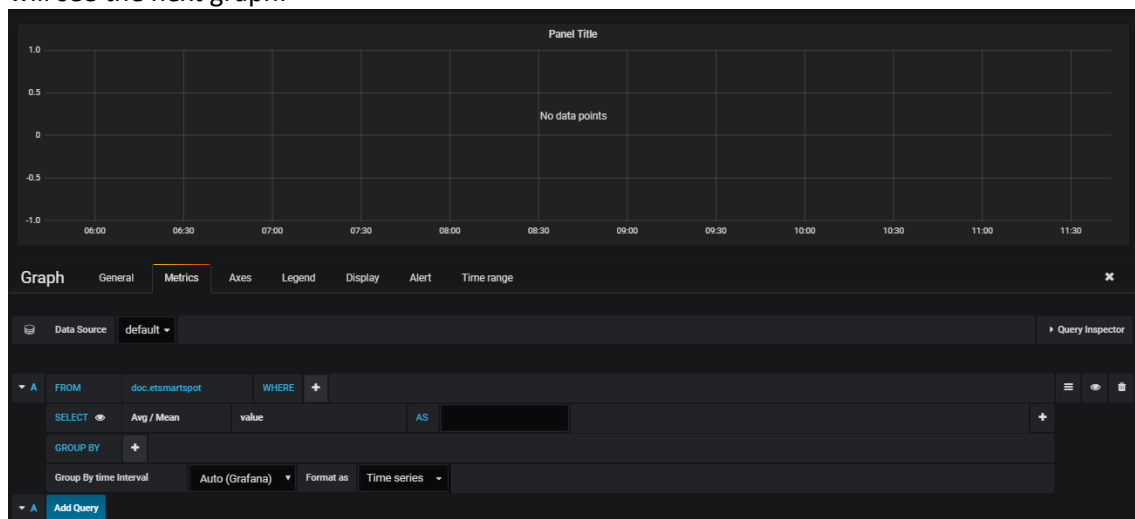 will see the next graph:
Panel Title
1.0
0.5
No data points
0
-0.5
-1.0
06:00 06:30 07:00 07:30 08:00 08:30 09:00 09:30 10:00 10:30 11:00 11:30
Graph General Metrics Axes Legend Display Alert Time range
Data Source default Query Inspector
A FROM doc.etsmartspot WHERE +
SELECT Avg / Mean value AS +
GROUP BY +
Group By time Interval Auto (Grafana) Format as Time series
A Add Query